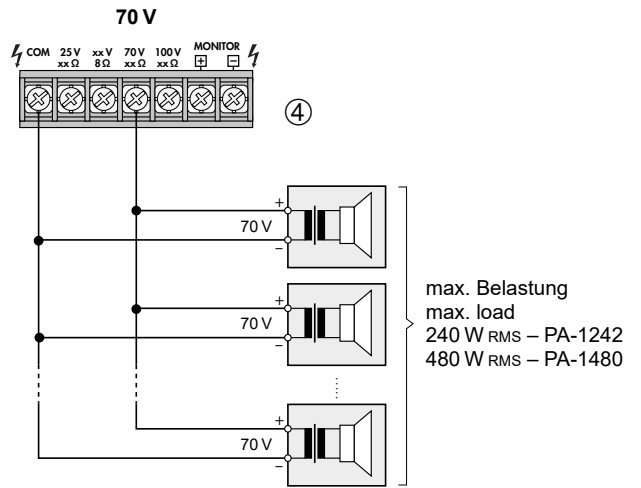 70 V
COM 25 V xx V 70 V 100 V MONITOR
xx Ω 8 Ω xx Ω xx Ω + −
④
+
70 V
−
+
70 V
−
+
70 V
−
max. Belastung
max. load
240 W RMS – PA-1242
480 W RMS – PA-1480